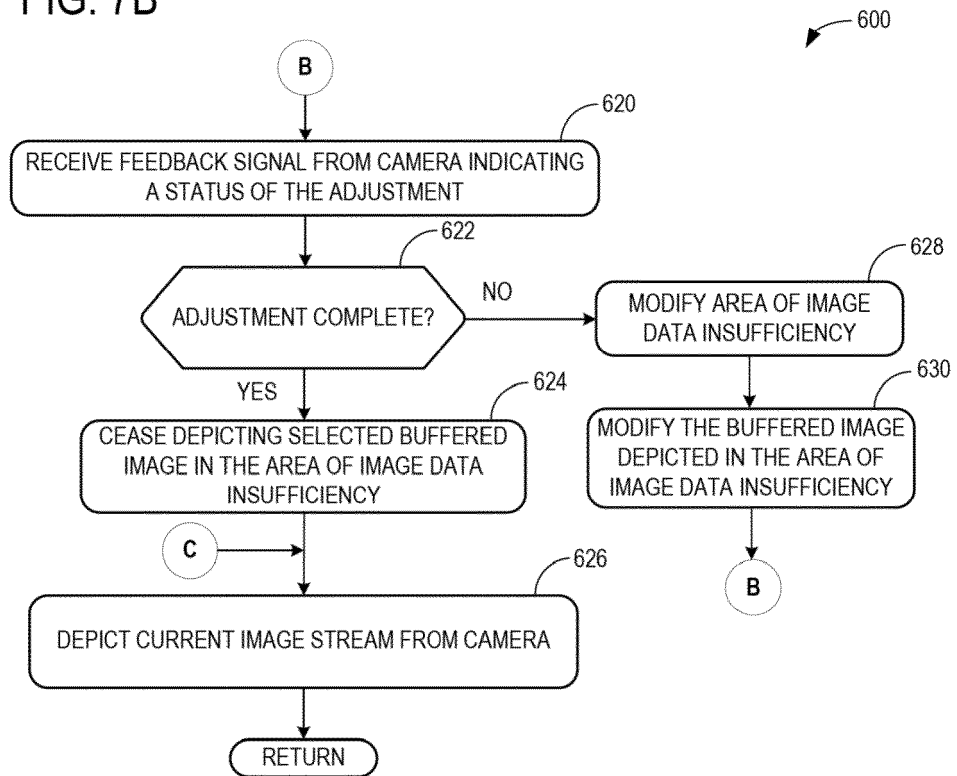 FIG. 7B
600
B
620
RECEIVE FEEDBACK SIGNAL FROM CAMERA INDICATING
A STATUS OF THE ADJUSTMENT
622
ADJUSTMENT COMPLETE?
NO
628
MODIFY AREA OF IMAGE
DATA INSUFFICIENCY
YES
624
CEASE DEPICTING SELECTED BUFFERED
IMAGE IN THE AREA OF IMAGE DATA
INSUFFICIENCY
630
MODIFY THE BUFFERED IMAGE
DEPICTED IN THE AREA OF
IMAGE DATA INSUFFICIENCY
C
B
626
DEPICT CURRENT IMAGE STREAM FROM CAMERA
RETURN